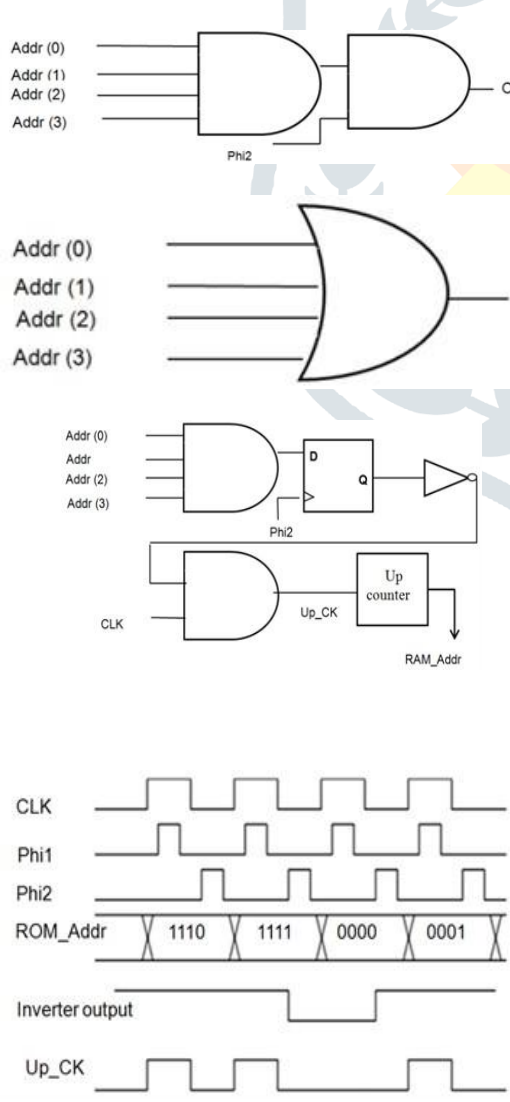 Addr (0)
Addr (1)
Addr (2)
Addr (3)
Phi2
Addr (0)
Addr (1)
Addr (2)
Addr (3)
Addr (0)
Addr
Addr (2)
Addr (3)
D
Q
Phi2
Up
counter
CLK
Up_CK
RAM_Addr
CLK
Phi1
Phi2
ROM_Addr 1110 1111 0000 0001
Inverter output
Up_CK